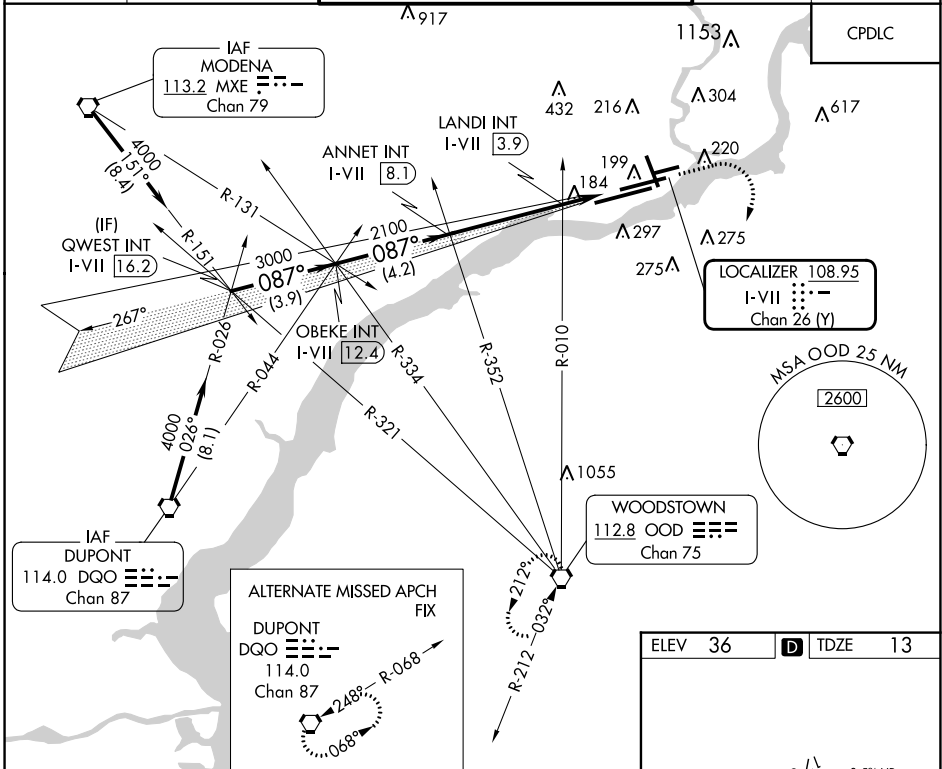 917
1153
CPDLC
IAF
MODENA
113.2 MXE
Chan 79
432
216
304
617
LANDI INT
I-VII 3.9
ANNET INT
I-VII 8.1
199
220
184
4000
151°
(8.4)
R-131
R-151
(IF)
QWEST INT
I-VII 16.2
3000
087°
(3.9)
2100
087°
(4.2)
297
275
275
LOCALIZER 108.95
I-VII
Chan 26 (Y)
267°
OBEKE INT
I-VII 12.4
R-026
R-044
R-334
R-352
R-010
R-321
MSA OOD 25 NM
2600
4000
026°
(8.1)
1055
WOODSTOWN
112.8 OOD
Chan 75
IAF
DUPONT
114.0 DQO
Chan 87
212°
032°
R-212
ALTERNATE MISSED APCH
FIX
DUPONT
DQO
114.0
Chan 87
R-068
248°
068°
ELEV 36 D TDZE 13